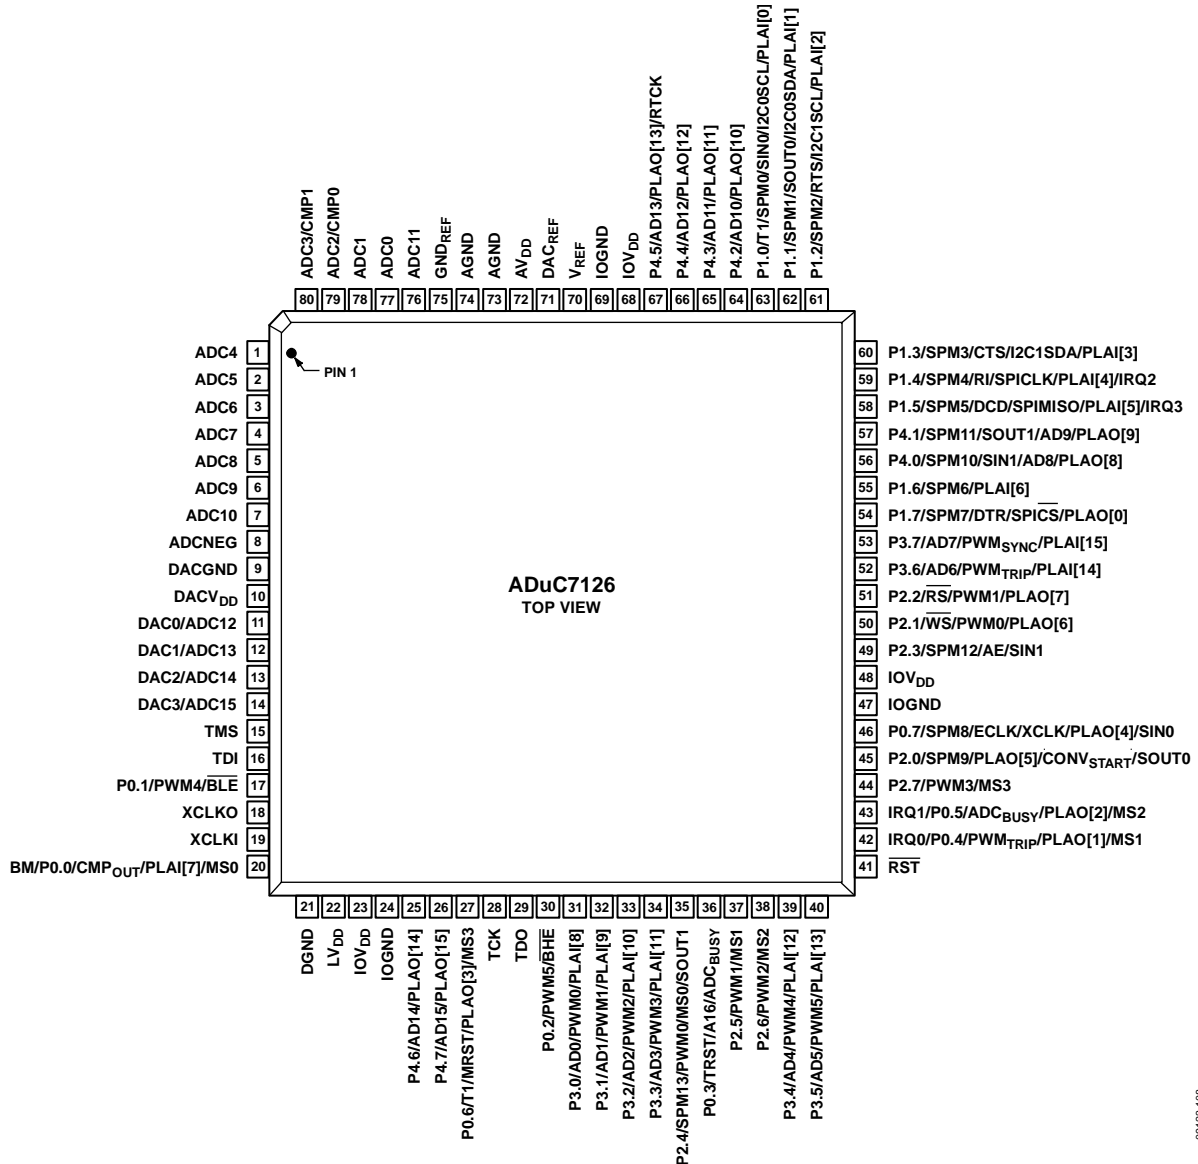 ADC3/CMP1
ADC2/CMP0
ADC1
ADC0
ADC11
GNDREF
AGND
AGND
AVDD
DACREF
VREF
IOGND
IOVDD
P4.5/AD13/PLAO[13]/RTCK
P4.4/AD12/PLAO[12]
P4.3/AD11/PLAO[11]
P4.2/AD10/PLAO[10]
P1.0/T1/SPM0/SIN0/I2C0SCL/PLAI[0]
P1.1/SPM1/SOUT0/I2C0SDA/PLAI[1]
P1.2/SPM2/RTS/I2C1SCL/PLAI[2]
80 79 78 77 76 75 74 73 72 71 70 69 68 67 66 65 64 63 62 61
ADC4 1
ADC5 2
ADC6 3
ADC7 4
ADC8 5
ADC9 6
ADC10 7
ADCNEG 8
DACGND 9
DACVDD 10
DAC0/ADC12 11
DAC1/ADC13 12
DAC2/ADC14 13
DAC3/ADC15 14
TMS 15
TDI 16
P0.1/PWM4/BLE 17
XCLKO 18
XCLKI 19
BM/P0.0/CMPOUT/PLAI[7]/MS0 20
PIN 1
ADuC7126
TOP VIEW
60 P1.3/SPM3/CTS/I2C1SDA/PLAI[3]
59 P1.4/SPM4/RI/SPICLK/PLAI[4]/IRQ2
58 P1.5/SPM5/DCD/SPIMISO/PLAI[5]/IRQ3
57 P4.1/SPM11/SOUT1/AD9/PLAO[9]
56 P4.0/SPM10/SIN1/AD8/PLAO[8]
55 P1.6/SPM6/PLAI[6]
54 P1.7/SPM7/DTR/SPICS/PLAO[0]
53 P3.7/AD7/PWMSYNC/PLAI[15]
52 P3.6/AD6/PWMTRIP/PLAI[14]
51 P2.2/RS/PWM1/PLAO[7]
50 P2.1/WS/PWM0/PLAO[6]
49 P2.3/SPM12/AE/SIN1
48 IOVDD
47 IOGND
46 P0.7/SPM8/ECLK/XCLK/PLAO[4]/SIN0
45 P2.0/SPM9/PLAO[5]/CONVSTART/SOUT0
44 P2.7/PWM3/MS3
43 IRQ1/P0.5/ADCBUSY/PLAO[2]/MS2
42 IRQ0/P0.4/PWMTRIP/PLAO[1]/MS1
41 RST
21 22 23 24 25 26 27 28 29 30 31 32 33 34 35 36 37 38 39 40
DGND
LVDD
IOVDD
IOGND
P4.6/AD14/PLAO[14]
P4.7/AD15/PLAO[15]
P0.6/T1/MRST/PLAO[3]/MS3
TCK
TDO
P0.2/PWM5/BHE
P3.0/AD0/PWM0/PLAI[8]
P3.1/AD1/PWM1/PLAI[9]
P3.2/AD2/PWM2/PLAI[10]
P3.3/AD3/PWM3/PLAI[11]
P2.4/SPM13/PWM0/MS0/SOUT1
P0.3/TRST/A16/ADCBUSY
P2.5/PWM1/MS1
P2.6/PWM2/MS2
P3.4/AD4/PWM4/PLAI[12]
P3.5/AD5/PWM5/PLAI[13]